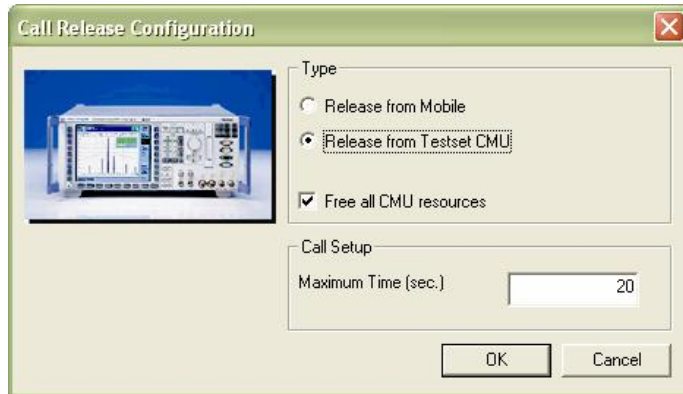 Call Release Configuration
Type
Release from Mobile
Release from Testset CMU
Free all CMU resources
Call Setup
Maximum Time (sec.)
20
OK
Cancel